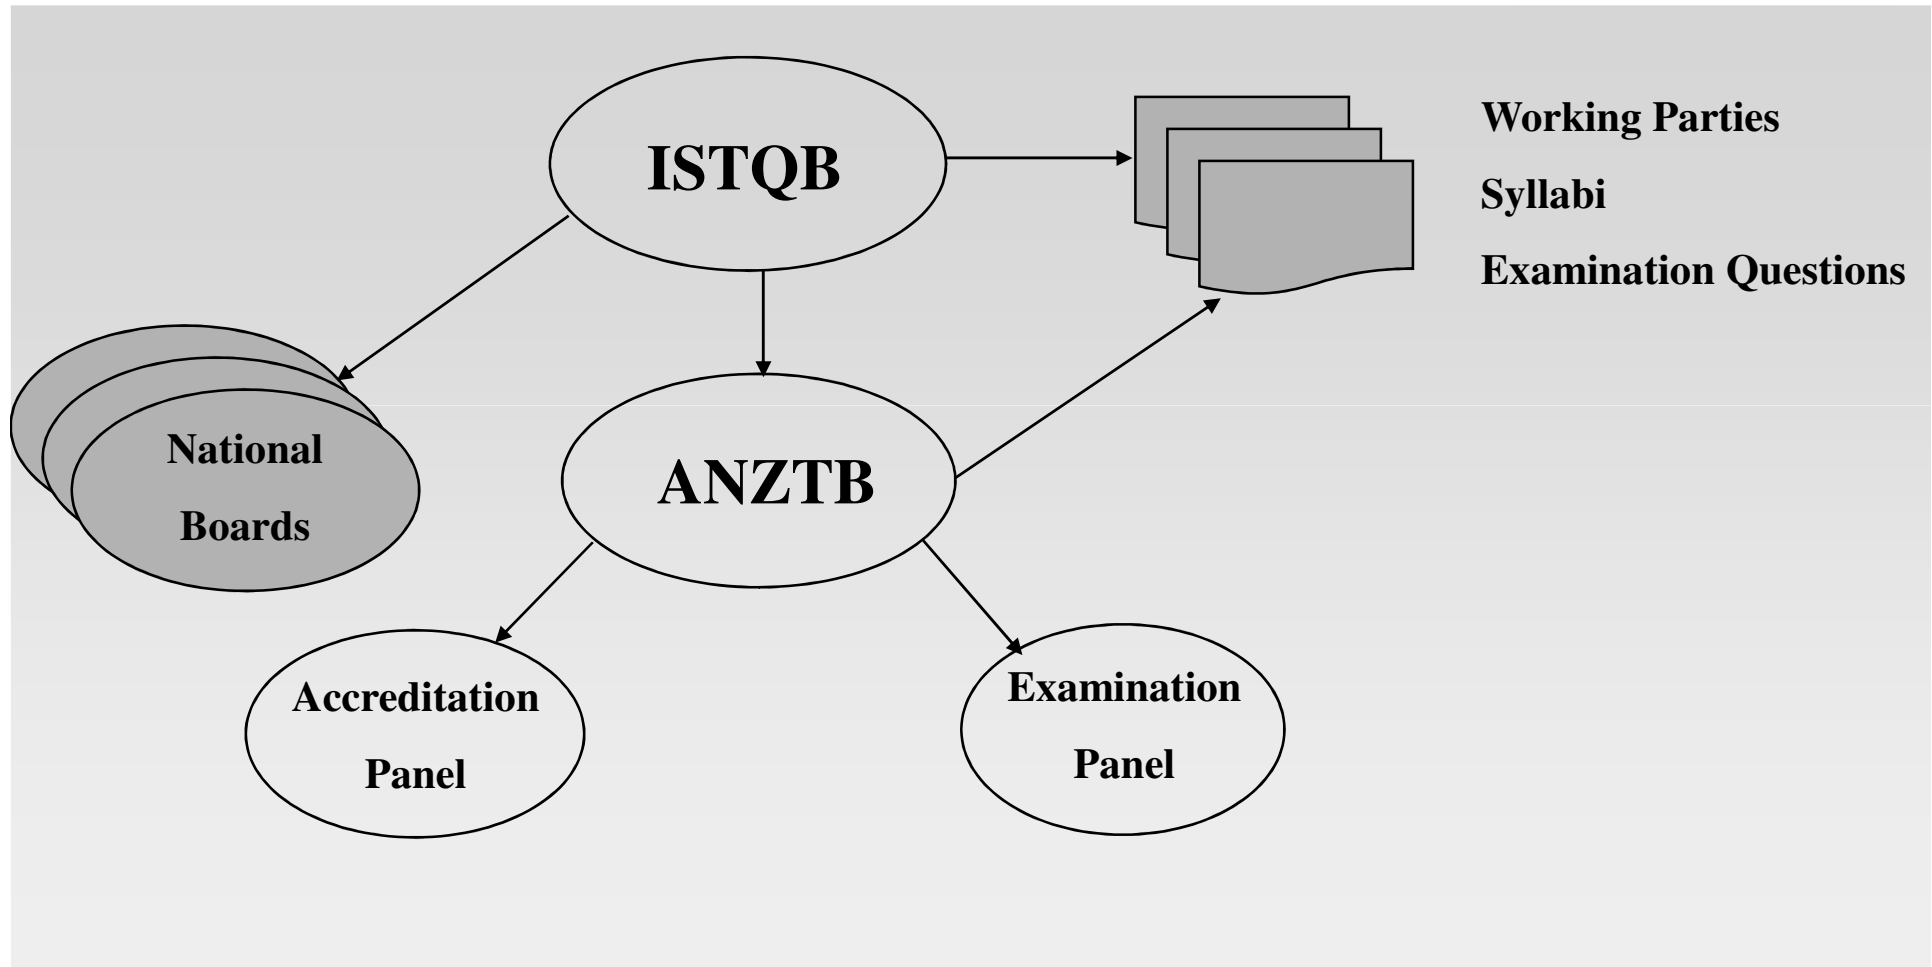 ISTQB
Working Parties
Syllabi
Examination Questions
National
Boards
ANZTB
Accreditation
Panel
Examination
Panel